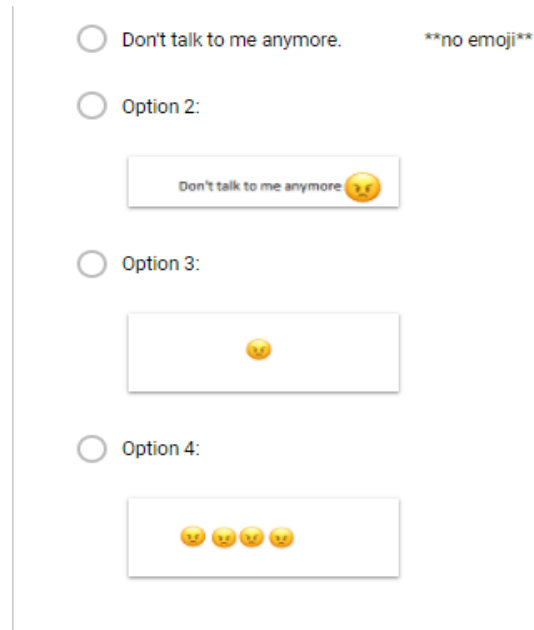 Don't talk to me anymore. **no emoji**
Option 2:
Don't talk to me anymore 😠
Option 3:
😠
Option 4:
😠 😠 😠 😠